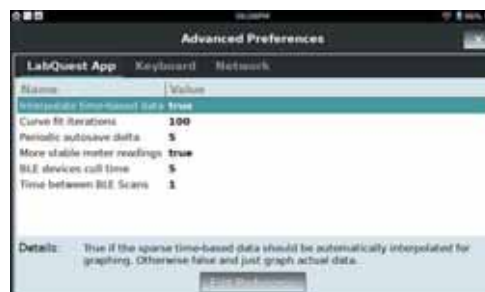 Advanced Preferences
LabQuest App Keyboard Network
Name Value
Interpolate time-based data true
Curve fit iterations 100
Periodic autosave delta 5
More stable meter readings true
BLE devices cull time 5
Time between BLE Scans 1
Details: True if the sparse time-based data should be automatically interpolated for
graphing. Otherwise false and just graph actual data.